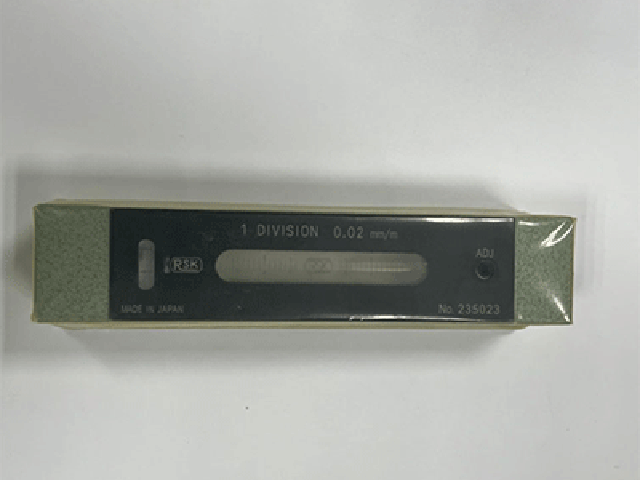 1 DIVISION 0.02 mm/m
RSK
ADJ
MADE IN JAPAN
No. 235023